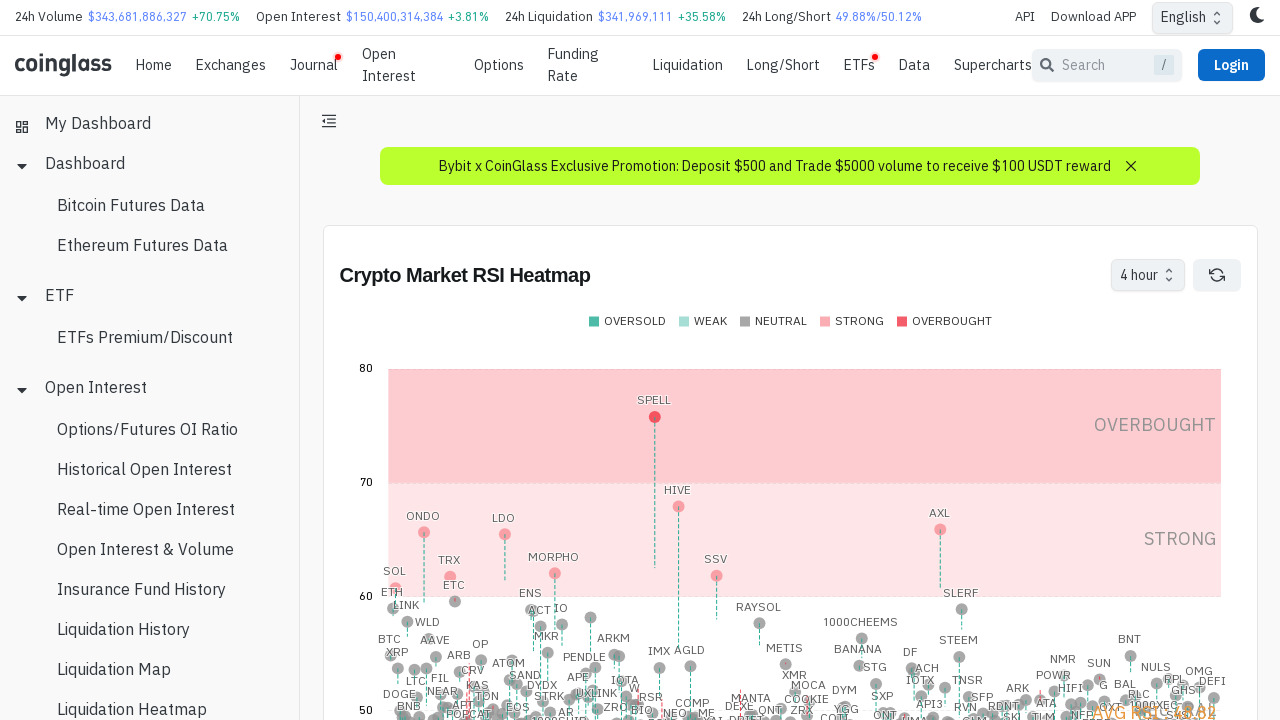 24h Volume $343,681,886,327 +70.75% Open Interest $150,400,314,384 +3.81% 24h Liquidation $341,969,111 +35.58% 24h Long/Short 49.88%/50.12% API Download APP English
coinglass Home Exchanges Journal Open Interest Options Funding Rate Liquidation Long/Short ETFs Data Supercharts Search / Login
My Dashboard
Dashboard
Bitcoin Futures Data
Ethereum Futures Data
ETF
ETFs Premium/Discount
Open Interest
Options/Futures OI Ratio
Historical Open Interest
Real-time Open Interest
Open Interest & Volume
Insurance Fund History
Liquidation History
Liquidation Map
Liquidation Heatmap
Bybit x CoinGlass Exclusive Promotion: Deposit $500 and Trade $5000 volume to receive $100 USDT reward
Crypto Market RSI Heatmap
4 hour
OVERSOLD WEAK NEUTRAL STRONG OVERBOUGHT
80
SPELL
OVERBOUGHT
70
HIVE
ONDO LDO AXL
STRONG
MORPHO SSV
TRX
SOL
ETC
60
ETH ENS SLERF
LINK ACT IO RAYSOL
WLD 1000CHEEMS
BTC AAVE OP MKR ARKM STEEM BNT
XRP ARB PENDLE IMX AGLD METIS BANANA DF
ATOM STG ACH NMR SUN NULS
LTC FIL CRY SAND APE IOTA XMR IOTX TNSR POWR OMG
DOGE NEAR KAS DYDX UXLINK W MOCA DYM HIFI G BAL RPL DEFI
STRK RSR MANTA COOKIE SXP SFP ARK RLC GHST
BNB EOS ZRO COMP DEXE API3 RDNT ATA
50
POPCAT AR BTC NEO ZRX YGG RVN